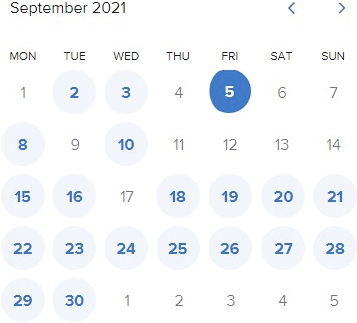 September 2021
MON TUE WED THU FRI SAT SUN
1 2 3 4 5 6 7
8 9 10 11 12 13 14
15 16 17 18 19 20 21
22 23 24 25 26 27 28
29 30 1 2 3 4 5